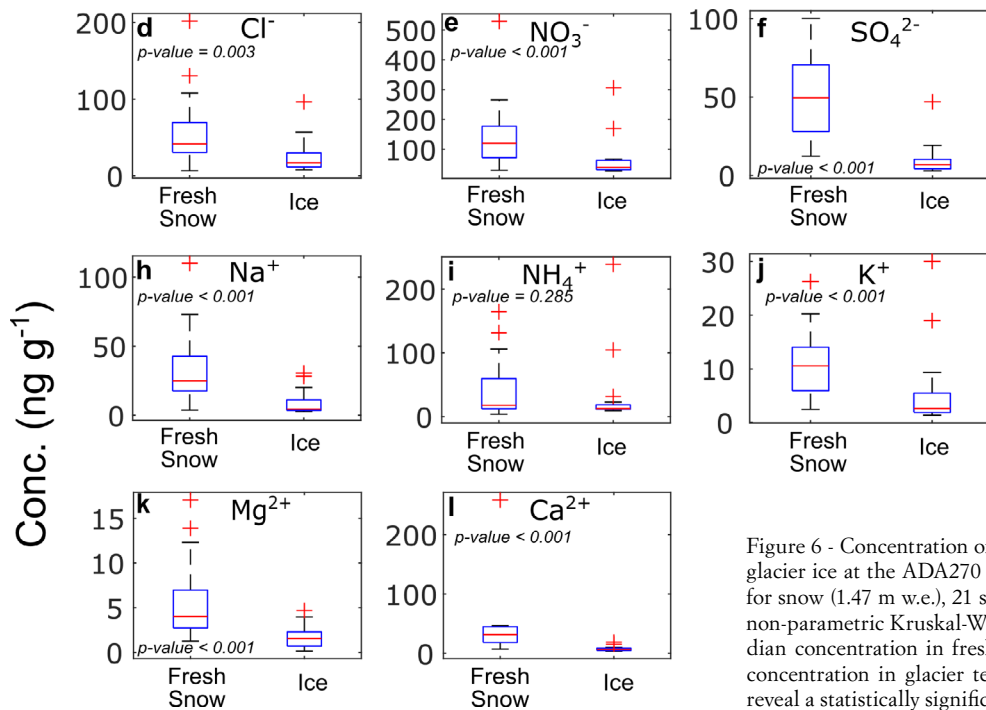 d Cl⁻
p-value = 0.003
200
100
0
Fresh Snow
Ice
e NO₃⁻
p-value < 0.001
500
400
300
200
100
Fresh Snow
Ice
f SO₄²⁻
100
50
0
p-value < 0.001
Fresh Snow
Ice
h Na⁺
p-value < 0.001
100
50
0
Fresh Snow
Ice
i NH₄⁺
p-value = 0.285
200
100
0
Fresh Snow
Ice
j K⁺
p-value < 0.001
30
20
10
0
Fresh Snow
Ice
Conc. (ng g⁻¹)
k Mg²⁺
15
10
5
0
p-value < 0.001
Fresh Snow
Ice
l Ca²⁺
p-value < 0.001
200
100
0
Fresh Snow
Ice
Figure 6 - Concentration of
glacier ice at the ADA270
for snow (1.47 m w.e.), 21 s
non-parametric Kruskal-W
dian concentration in fresh
concentration in glacier te
reveal a statistically signific